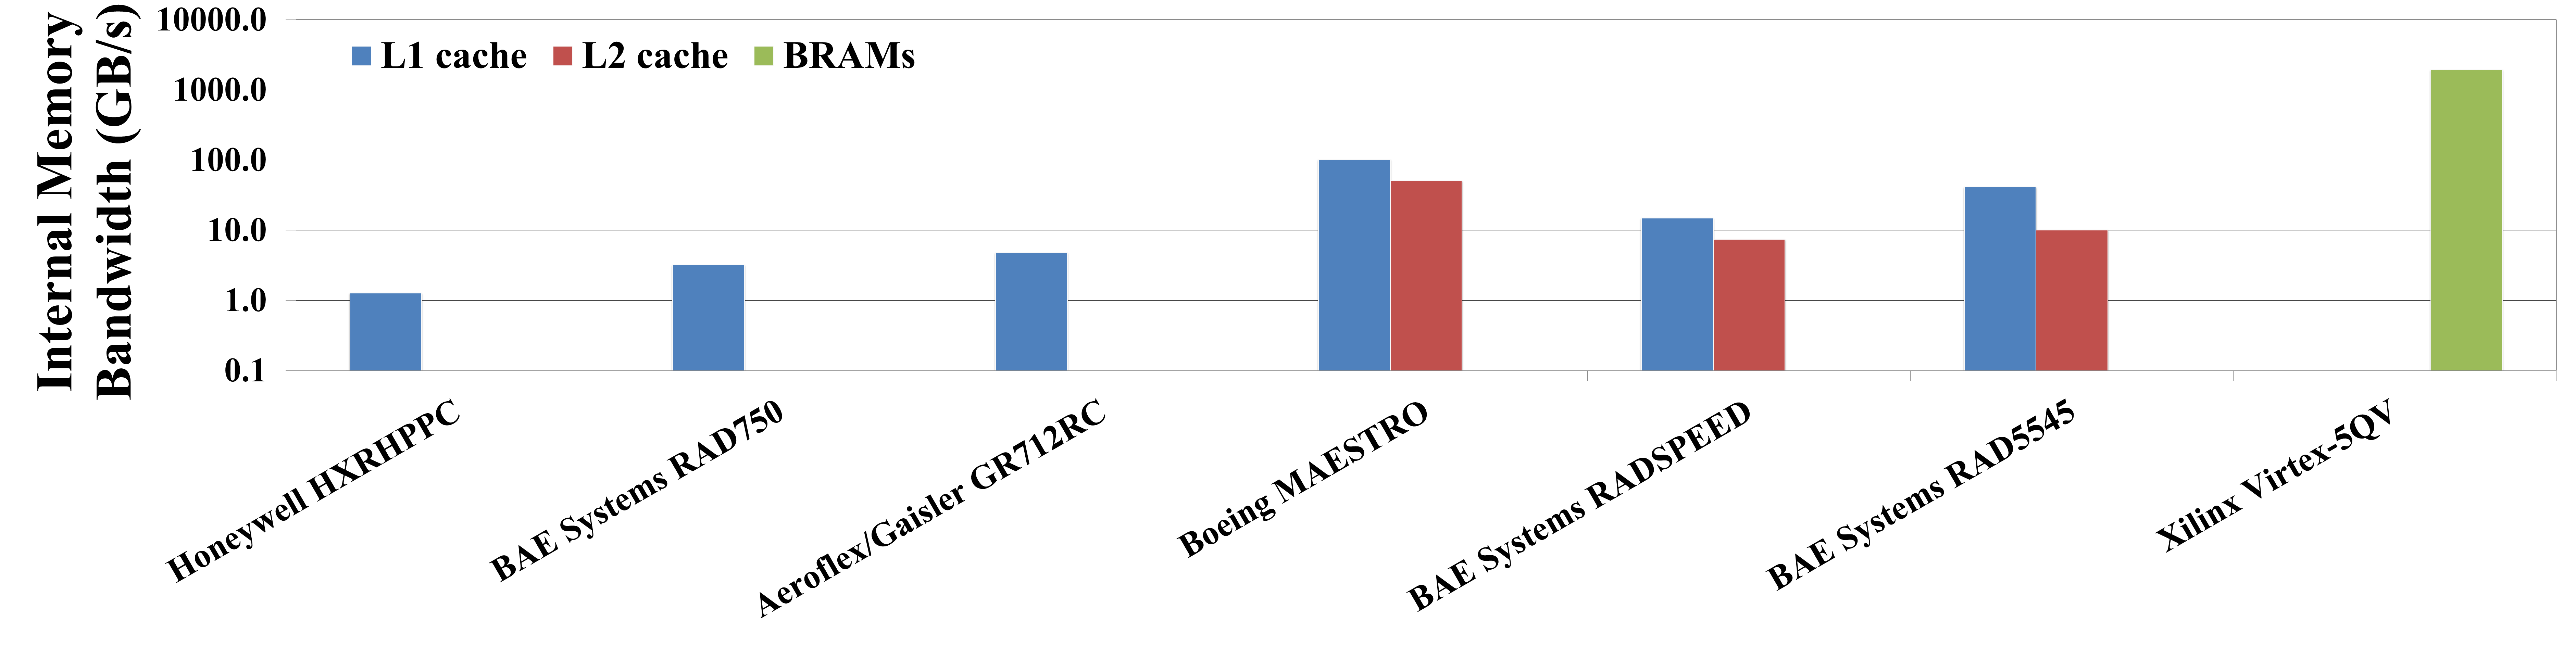 Internal Memory
Bandwidth (GB/s)
10000.0
1000.0
100.0
10.0
1.0
0.1
L1 cache L2 cache BRAMs
Honeywell HXRHPPC
BAE Systems RAD750
Aeroflex/Gaisler GR712RC
Boeing MAESTRO
BAE Systems RADSPEED
BAE Systems RAD5545
Xilinx Virtex-5QV